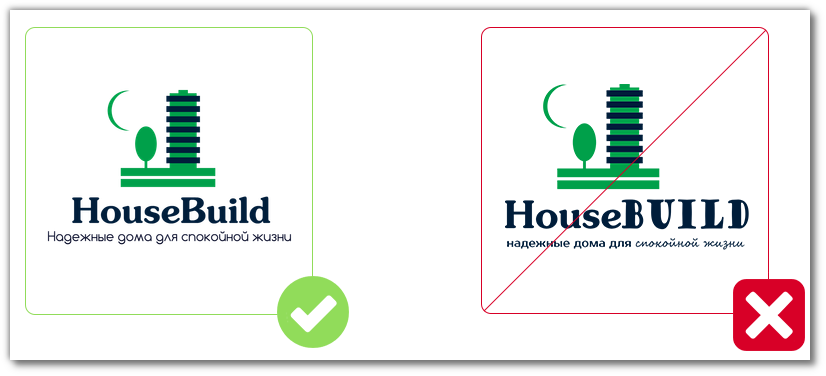 HouseBuild
Надежные дома для спокойной жизни
HouseBUILD
надежные дома для спокойной жизни